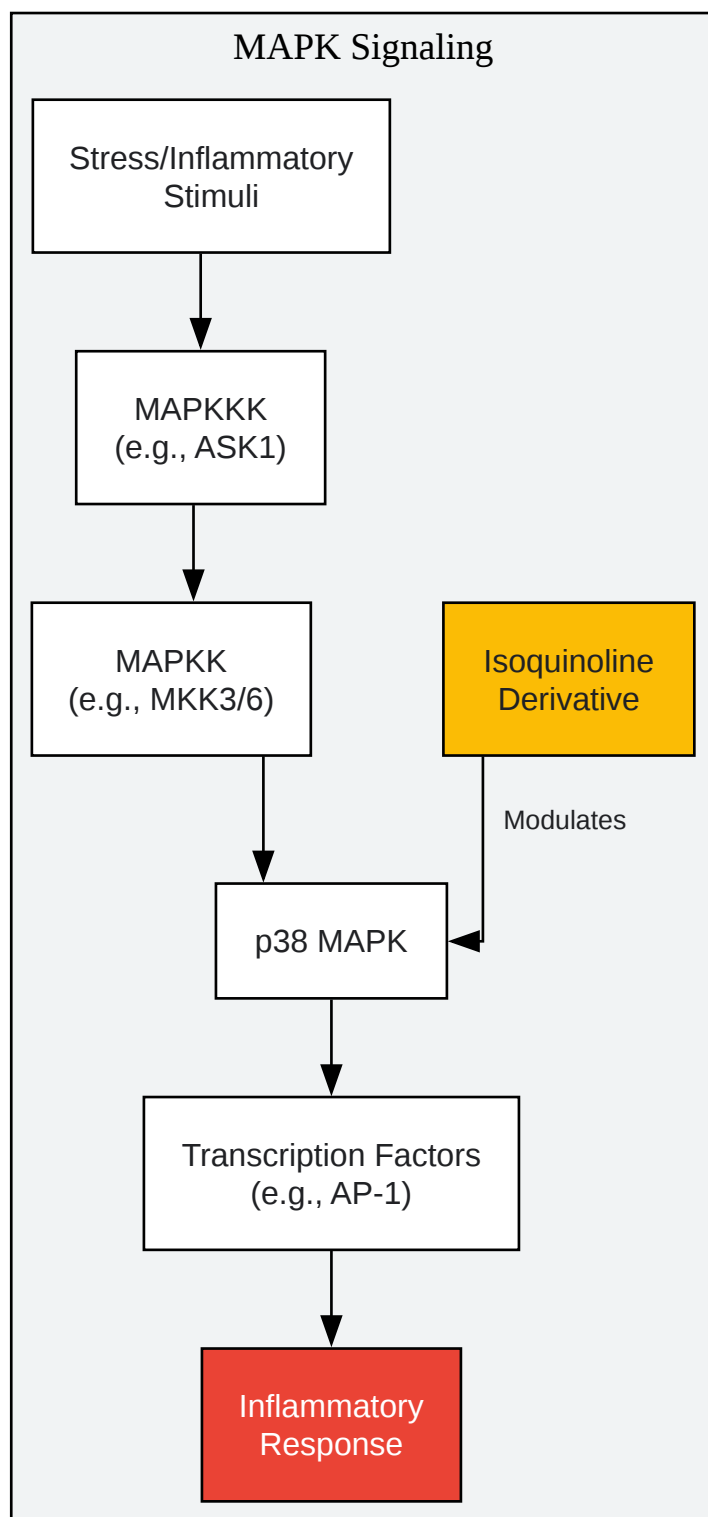 MAPK Signaling
Stress/Inflammatory
Stimuli
MAPKKK
(e.g., ASK1)
MAPKK
(e.g., MKK3/6)
Isoquinoline
Derivative
Modulates
p38 MAPK
Transcription Factors
(e.g., AP-1)
Inflammatory
Response